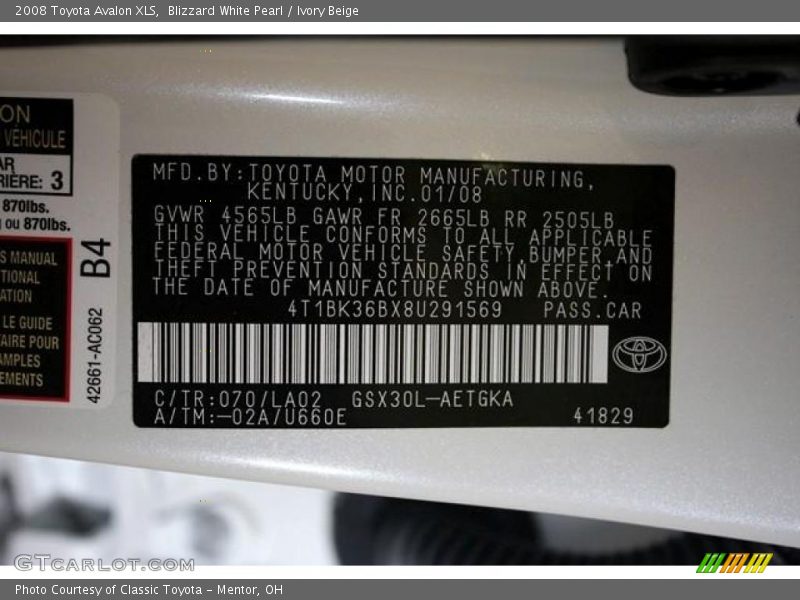 2008 Toyota Avalon XLS,  Blizzard White Pearl / Ivory Beige
ON
VÉHICULE
AR
RIÈRE: 3
870lbs.
ou 870lbs.
S MANUAL
TIONAL
ATION
LE GUIDE
AIRE POUR
AMPLES
EMENTS
B4
42661-AC062
MFD.BY:TOYOTA MOTOR MANUFACTURING,
KENTUCKY,INC.01/08
GVWR 4565LB GAWR FR 2665LB RR 2505LB
THIS VEHICLE CONFORMS TO ALL APPLICABLE
FEDERAL MOTOR VEHICLE SAFETY,BUMPER,AND
THEFT PREVENTION STANDARDS IN EFFECT ON
THE DATE OF MANUFACTURE SHOWN ABOVE.
4T1BK36BX8U291569 PASS.CAR
C/TR:070/LA02 GSX30L-AETGKA
A/TM:-02A/U660E 41829
GTCARLOT.COM
Photo Courtesy of Classic Toyota - Mentor, OH